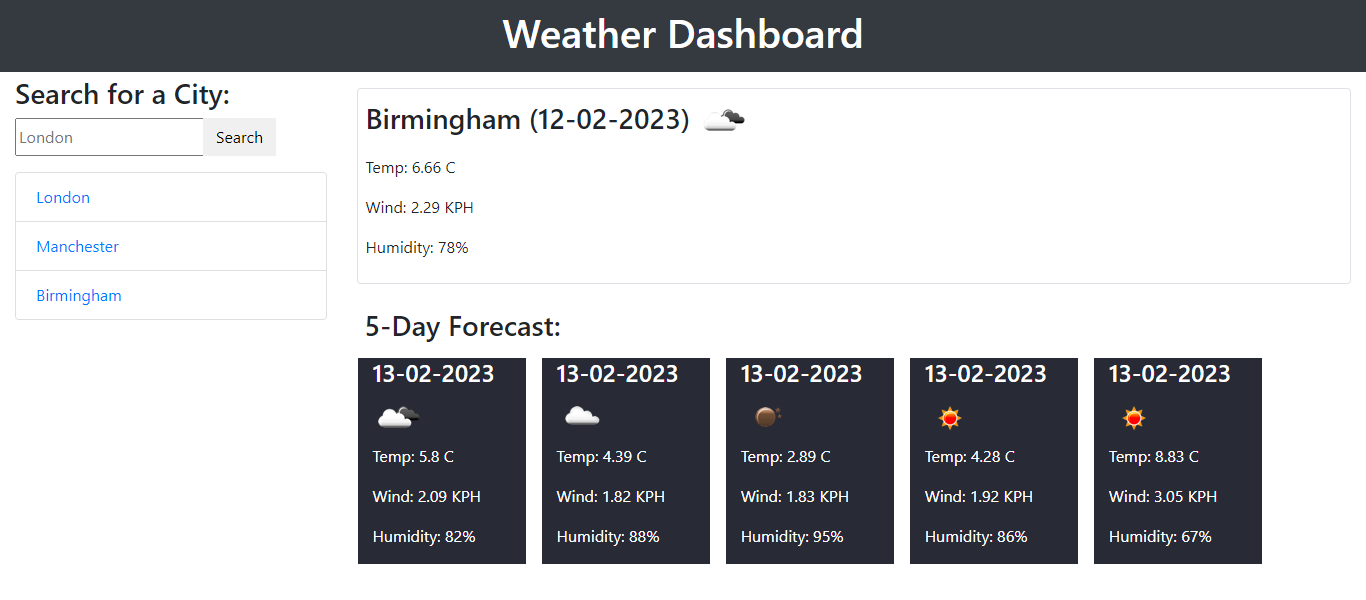 Weather Dashboard
Search for a City:
London
Search
London
Manchester
Birmingham
Birmingham (12-02-2023)
Temp: 6.66 C
Wind: 2.29 KPH
Humidity: 78%
5-Day Forecast:
13-02-2023
Temp: 5.8 C
Wind: 2.09 KPH
Humidity: 82%
13-02-2023
Temp: 4.39 C
Wind: 1.82 KPH
Humidity: 88%
13-02-2023
Temp: 2.89 C
Wind: 1.83 KPH
Humidity: 95%
13-02-2023
Temp: 4.28 C
Wind: 1.92 KPH
Humidity: 86%
13-02-2023
Temp: 8.83 C
Wind: 3.05 KPH
Humidity: 67%